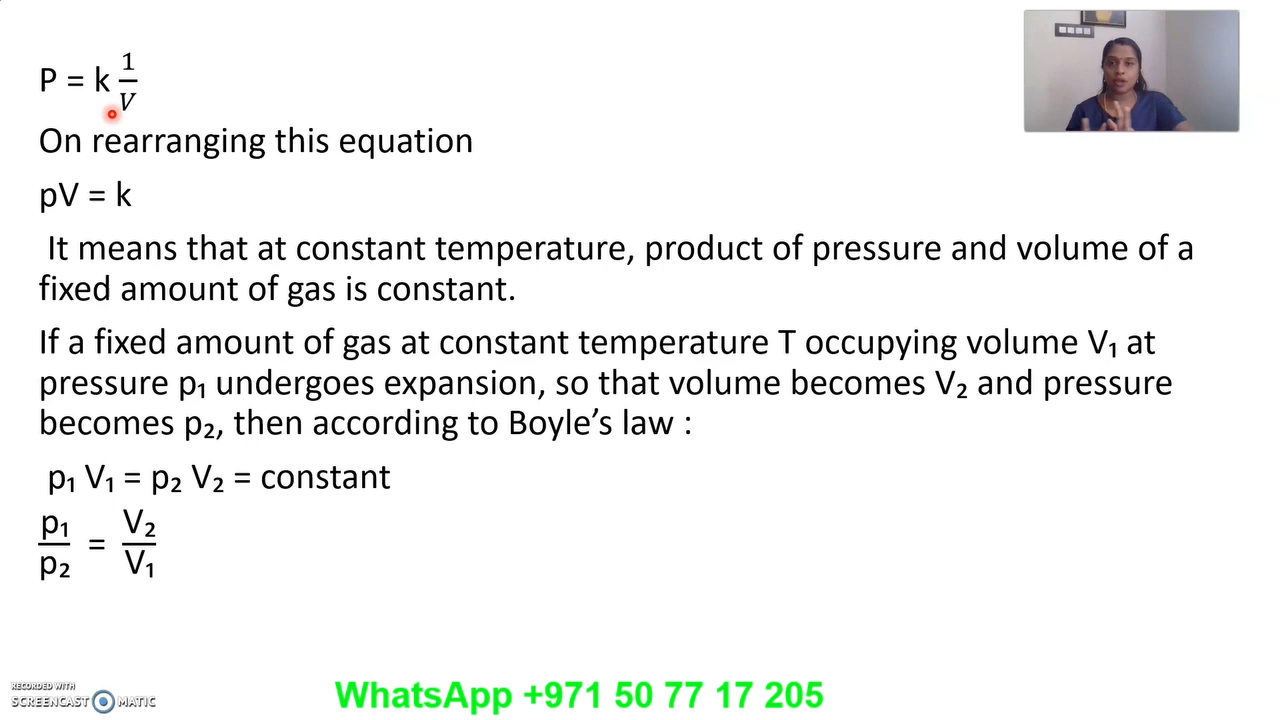 P = k 1/V
On rearranging this equation
pV = k
It means that at constant temperature, product of pressure and volume of a
fixed amount of gas is constant.
If a fixed amount of gas at constant temperature T occupying volume V₁ at
pressure p₁ undergoes expansion, so that volume becomes V₂ and pressure
becomes p₂, then according to Boyle’s law :
p₁ V₁ = p₂ V₂ = constant
p₁/p₂ = V₂/V₁
RECORDED WITH
SCREENCAST MATIC
WhatsApp +971 50 77 17 205